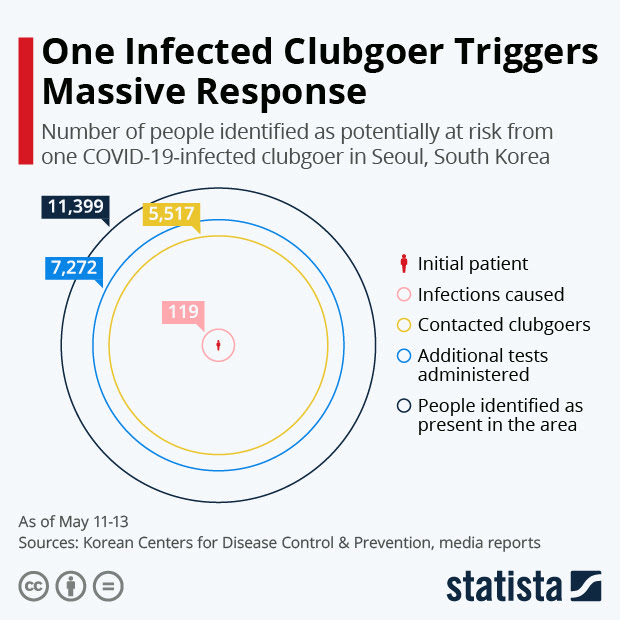 One Infected Clubgoer Triggers
Massive Response
Number of people identified as potentially at risk from
one COVID-19-infected clubgoer in Seoul, South Korea
11,399
5,517
7,272
119
Initial patient
Infections caused
Contacted clubgoers
Additional tests
administered
People identified as
present in the area
As of May 11-13
Sources: Korean Centers for Disease Control & Prevention, media reports
cc
statista